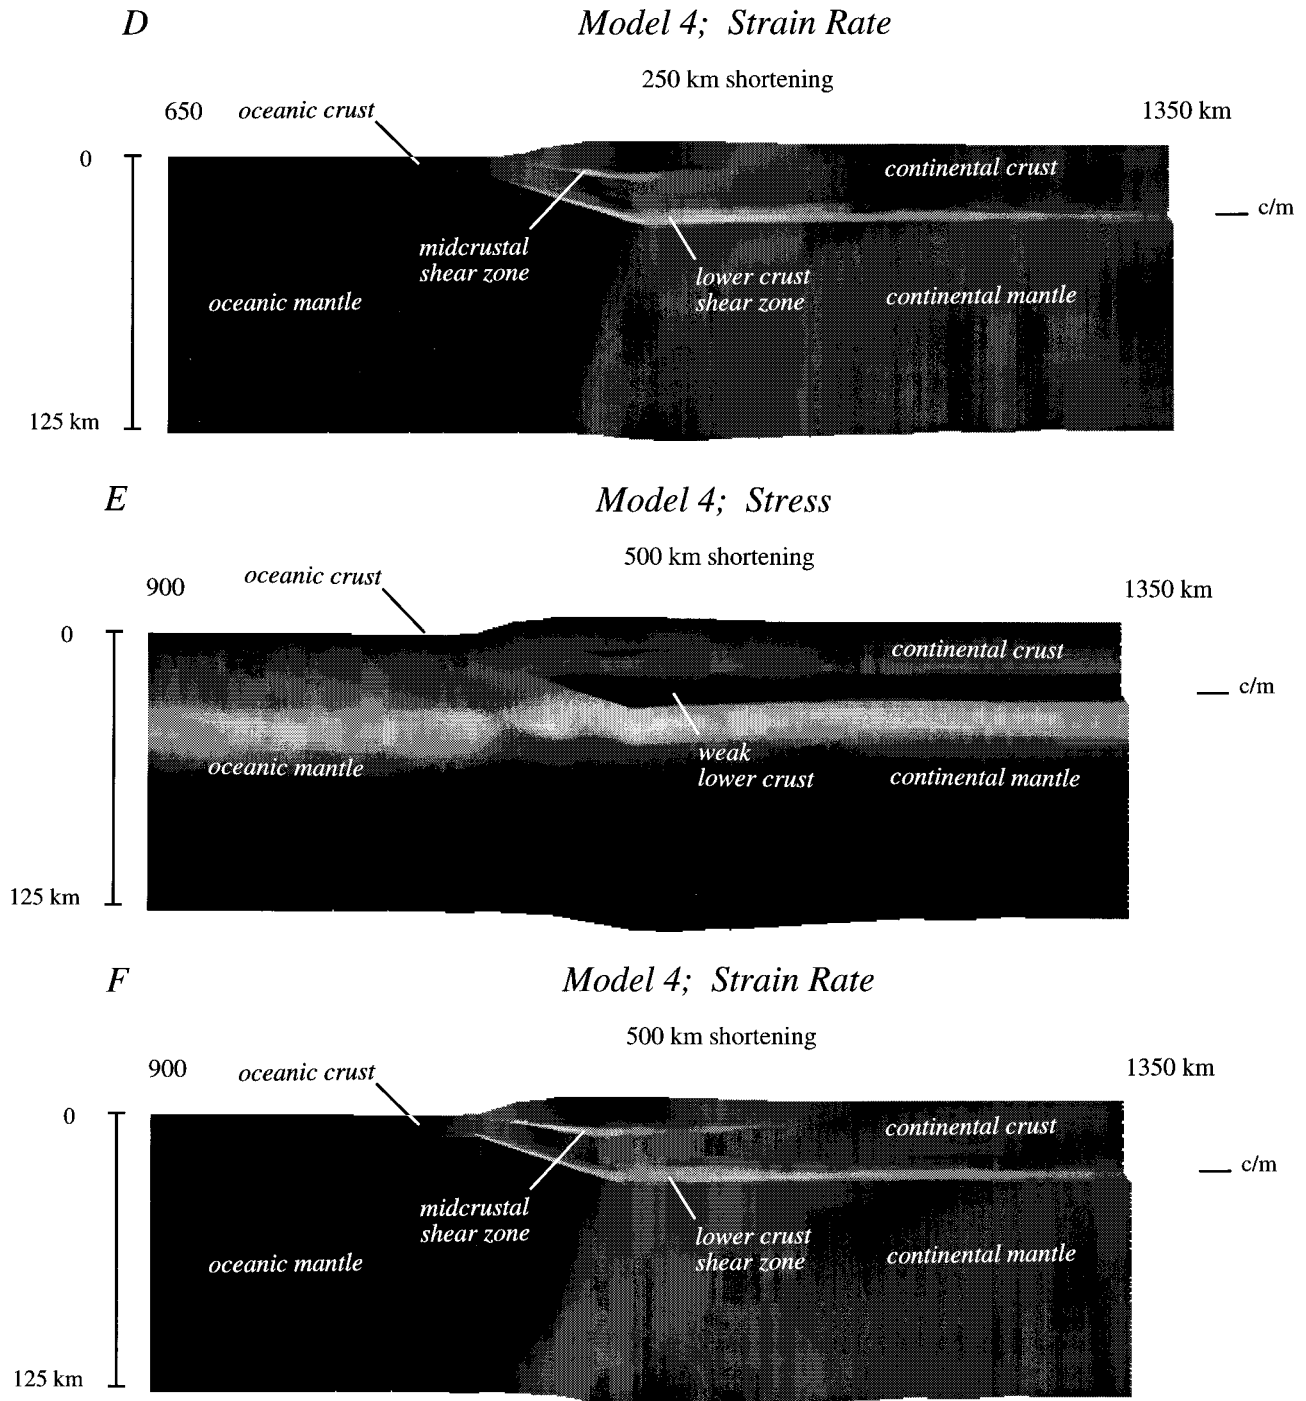 D
Model 4; Strain Rate
250 km shortening
650
oceanic crust
1350 km
0
continental crust
c/m
midcrustal
shear zone
lower crust
shear zone
oceanic mantle
continental mantle
125 km
E
Model 4; Stress
500 km shortening
900
oceanic crust
1350 km
0
continental crust
c/m
weak
lower crust
oceanic mantle
continental mantle
125 km
F
Model 4; Strain Rate
500 km shortening
900
oceanic crust
1350 km
0
continental crust
c/m
midcrustal
shear zone
lower crust
shear zone
oceanic mantle
continental mantle
125 km